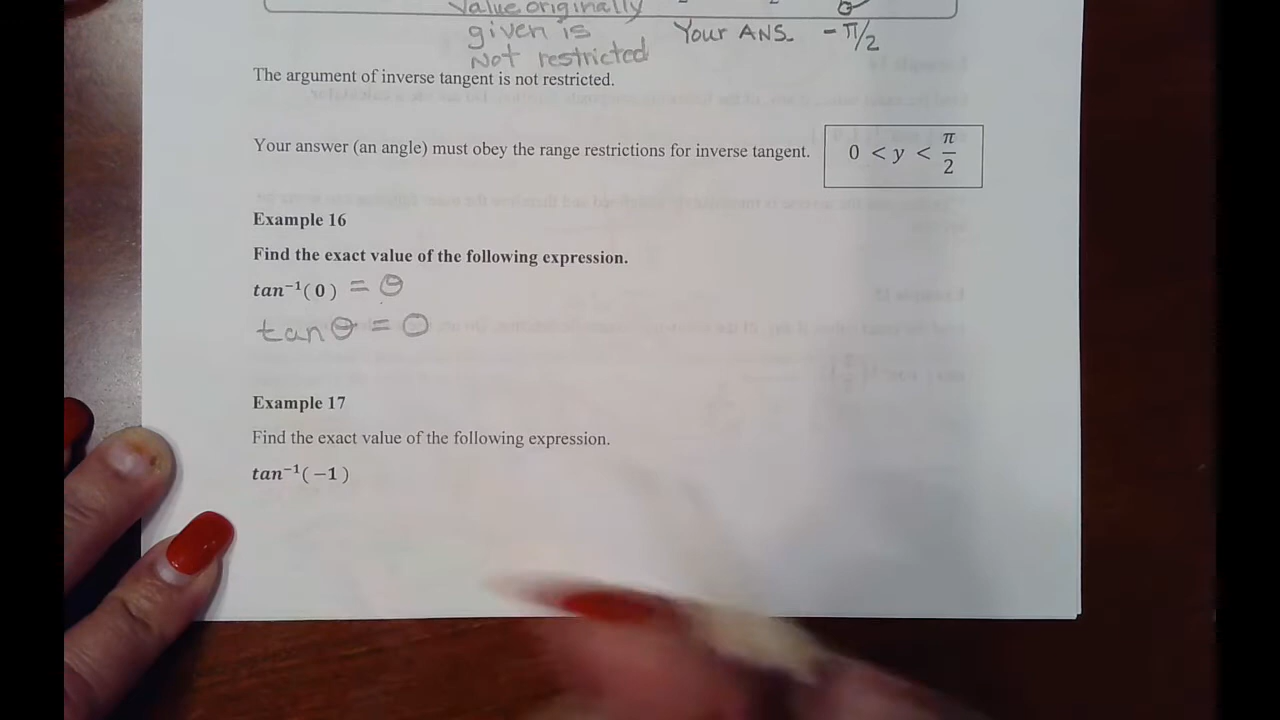 Value originally
given is Your ANS. - π/2
Not restricted
The argument of inverse tangent is not restricted.
Your answer (an angle) must obey the range restrictions for inverse tangent. 0 < y < π/2
Example 16
Find the exact value of the following expression.
tan⁻¹( 0 ) = θ
tan θ = 0
Example 17
Find the exact value of the following expression.
tan⁻¹( −1 )